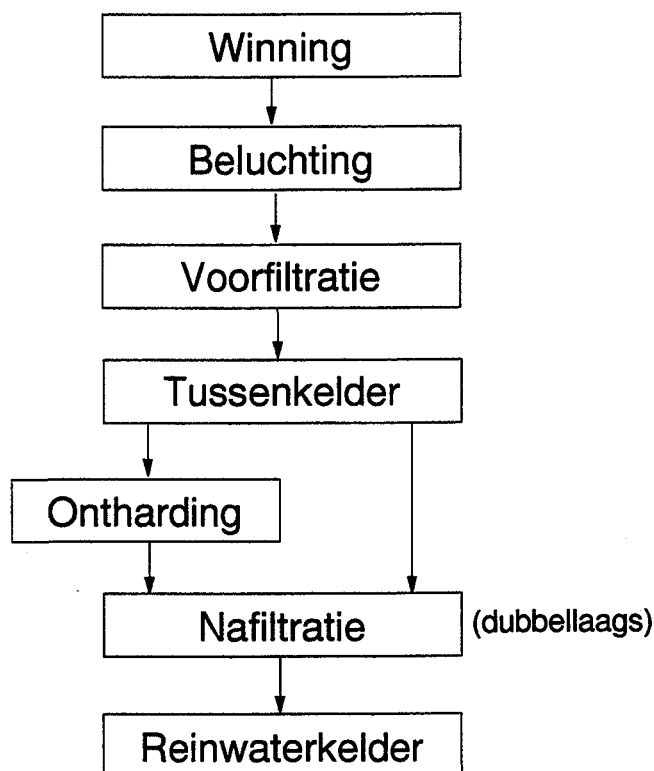 Winning
Beluchting
Voorfiltratie
Tussenkelder
Ontharding
Nafiltratie (dubbellaags)
Reinwaterkelder